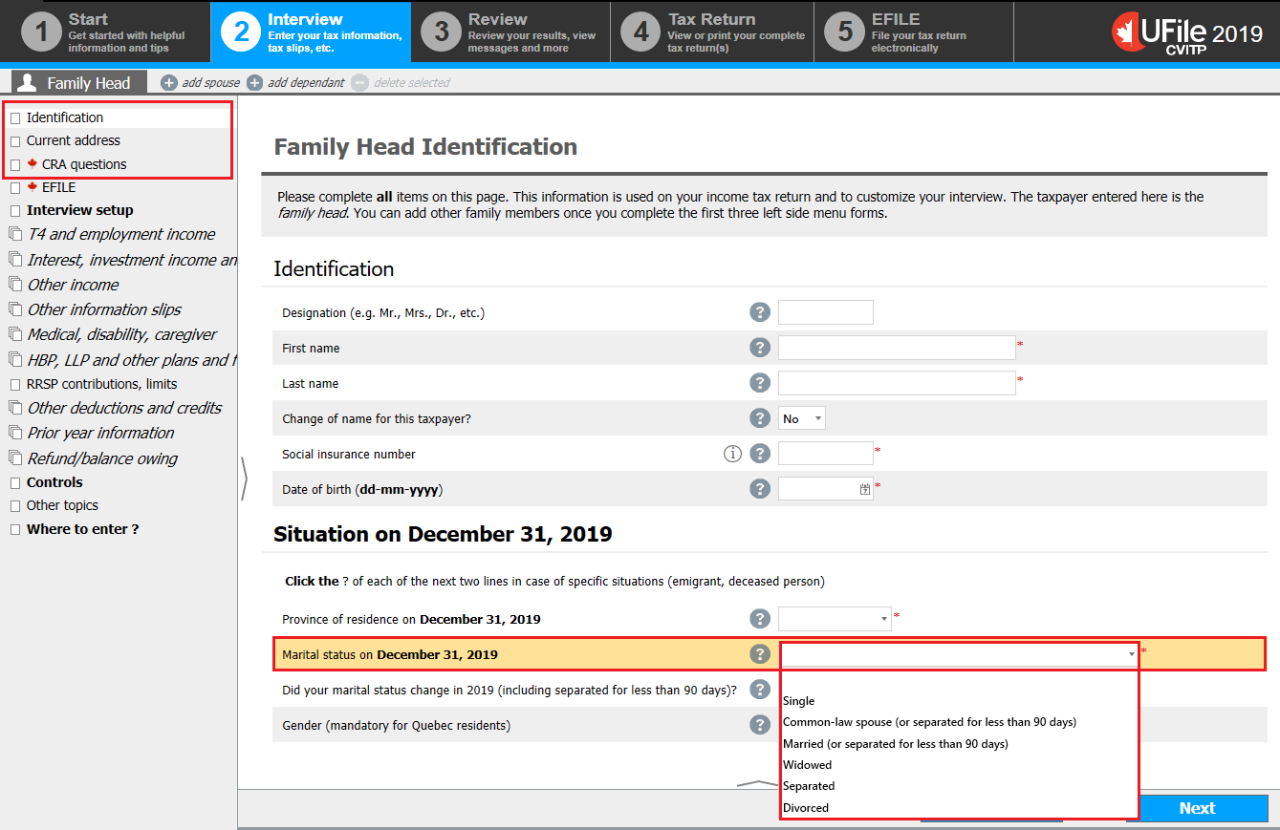 1 Start
Get started with helpful
information and tips
2 Interview
Enter your tax information,
tax slips, etc.
3 Review
Review your results, view
messages and more
4 Tax Return
View or print your complete
tax return(s)
5 EFILE
File your tax return
electronically
UFile 2019
CVITP
Family Head
add spouse
add dependant
delete selected
Identification
Current address
CRA questions
EFILE
Interview setup
T4 and employment income
Interest, investment income an
Other income
Other information slips
Medical, disability, caregiver
HBP, LLP and other plans and f
RRSP contributions, limits
Other deductions and credits
Prior year information
Refund/balance owing
Controls
Other topics
Where to enter ?
Family Head Identification
Please complete all items on this page. This information is used on your income tax return and to customize your interview. The taxpayer entered here is the
family head. You can add other family members once you complete the first three left side menu forms.
Identification
Designation (e.g. Mr., Mrs., Dr., etc.) ?
First name ? *
Last name ? *
Change of name for this taxpayer? ? No
Social insurance number i ? *
Date of birth (dd-mm-yyyy) ? 7 *
Situation on December 31, 2019
Click the ? of each of the next two lines in case of specific situations (emigrant, deceased person)
Province of residence on December 31, 2019 ? *
Marital status on December 31, 2019 ? *
Did your marital status change in 2019 (including separated for less than 90 days)? ?
Gender (mandatory for Quebec residents) ?
Single
Common-law spouse (or separated for less than 90 days)
Married (or separated for less than 90 days)
Widowed
Separated
Divorced
Next